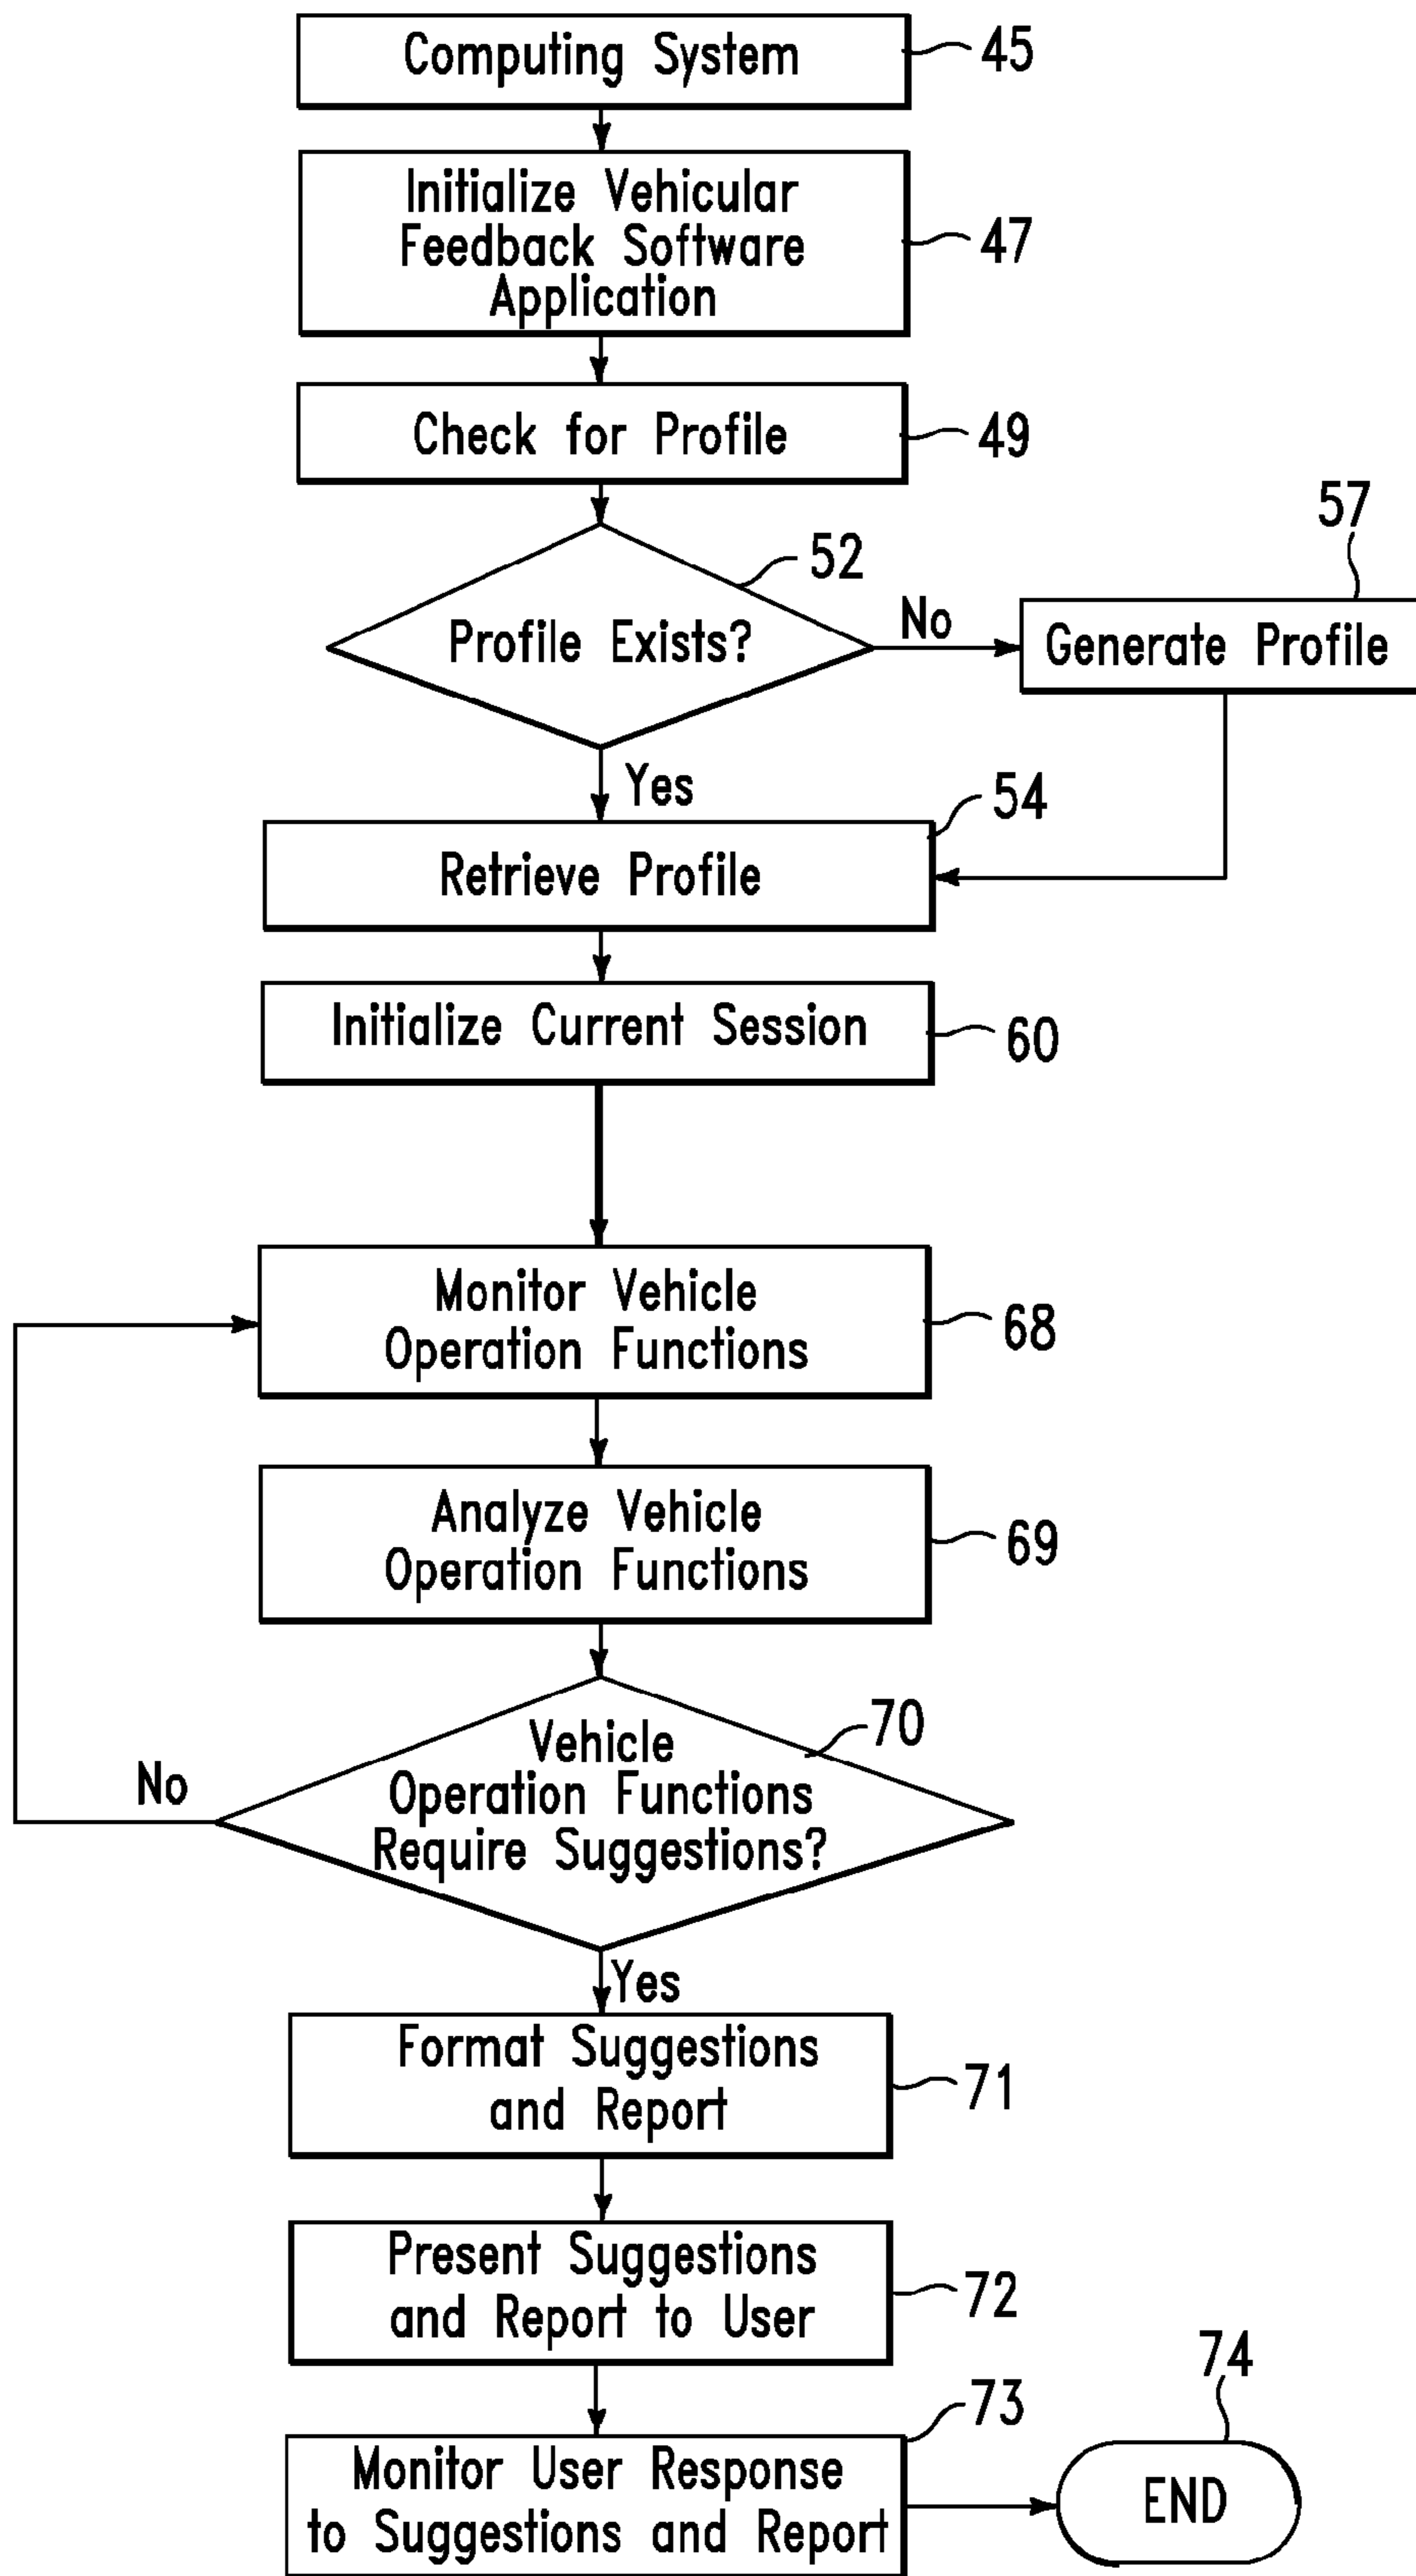 Computing System
45
Initialize Vehicular
Feedback Software
Application
47
Check for Profile
49
52
57
Profile Exists?
No
Generate Profile
Yes
54
Retrieve Profile
Initialize Current Session
60
Monitor Vehicle
Operation Functions
68
Analyze Vehicle
Operation Functions
69
70
Vehicle
Operation Functions
Require Suggestions?
No
Yes
Format Suggestions
and Report
71
Present Suggestions
and Report to User
72
73
74
Monitor User Response
to Suggestions and Report
END